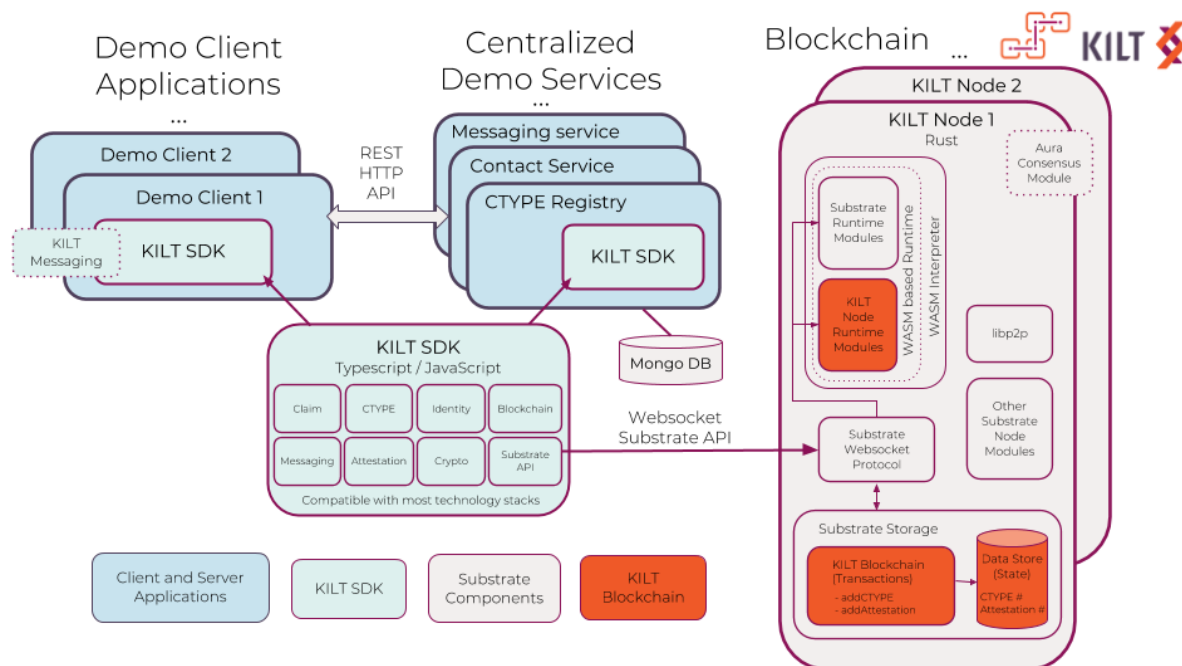 Demo Client
Applications
...
Demo Client 2
Demo Client 1
KILT
Messaging
KILT SDK
REST
HTTP
API
Centralized
Demo Services
...
Messaging service
Contact Service
CTYPE Registry
KILT SDK
Mongo DB
KILT SDK
Typescript / JavaScript
Claim
CTYPE
Identity
Blockchain
Messaging
Attestation
Crypto
Substrate
API
Compatible with most technology stacks
Websocket
Substrate API
Blockchain
...
KILT
KILT Node 2
KILT Node 1
Rust
Aura
Consensus
Module
Substrate
Runtime
Modules
KILT
Node
Runtime
Modules
WASM based Runtime
WASM Interpreter
libp2p
Other
Substrate
Node
Modules
Substrate
Websocket
Protocol
Substrate Storage
KILT Blockchain
(Transactions)
- addCTYPE
- addAttestation
Data Store
(State)
CTYPE #
Attestation #
Client and Server
Applications
KILT SDK
Substrate
Components
KILT
Blockchain